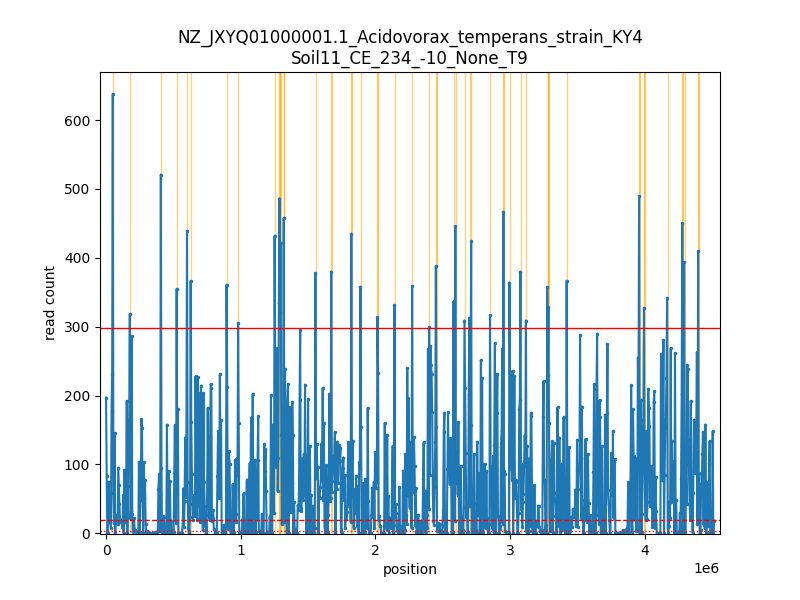 NZ_JXYQ01000001.1_Acidovorax_temperans_strain_KY4
Soil11_CE_234_-10_None_T9
600
500
400
300
200
100
0
read count
0 1 2 3 4
1e6
position